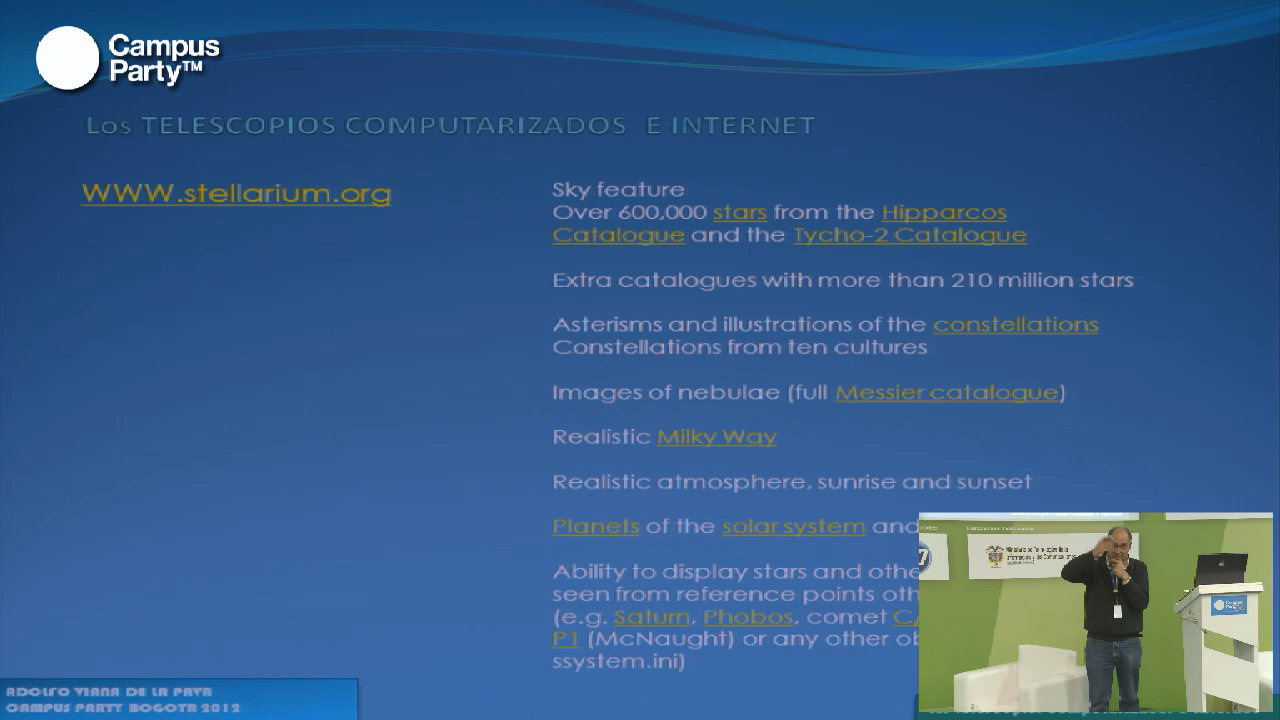 Campus
Party™
Los TELESCOPIOS COMPUTARIZADOS E INTERNET
WWW.stellarium.org
Sky feature
Over 600,000 stars from the Hipparcos
Catalogue and the Tycho-2 Catalogue
Extra catalogues with more than 210 million stars
Asterisms and illustrations of the constellations
Constellations from ten cultures
Images of nebulae (full Messier catalogue)
Realistic Milky Way
Realistic atmosphere, sunrise and sunset
Planets of the solar system and
Ability to display stars and othe
seen from reference points oth
(e.g. Saturn, Phobos, comet C/
P1 (McNaught) or any other ob
ssystem.ini)
Campus
Party
ADOLFO VIANA DE LA PAVA
CAMPUS PARTY BOGOTA 2012